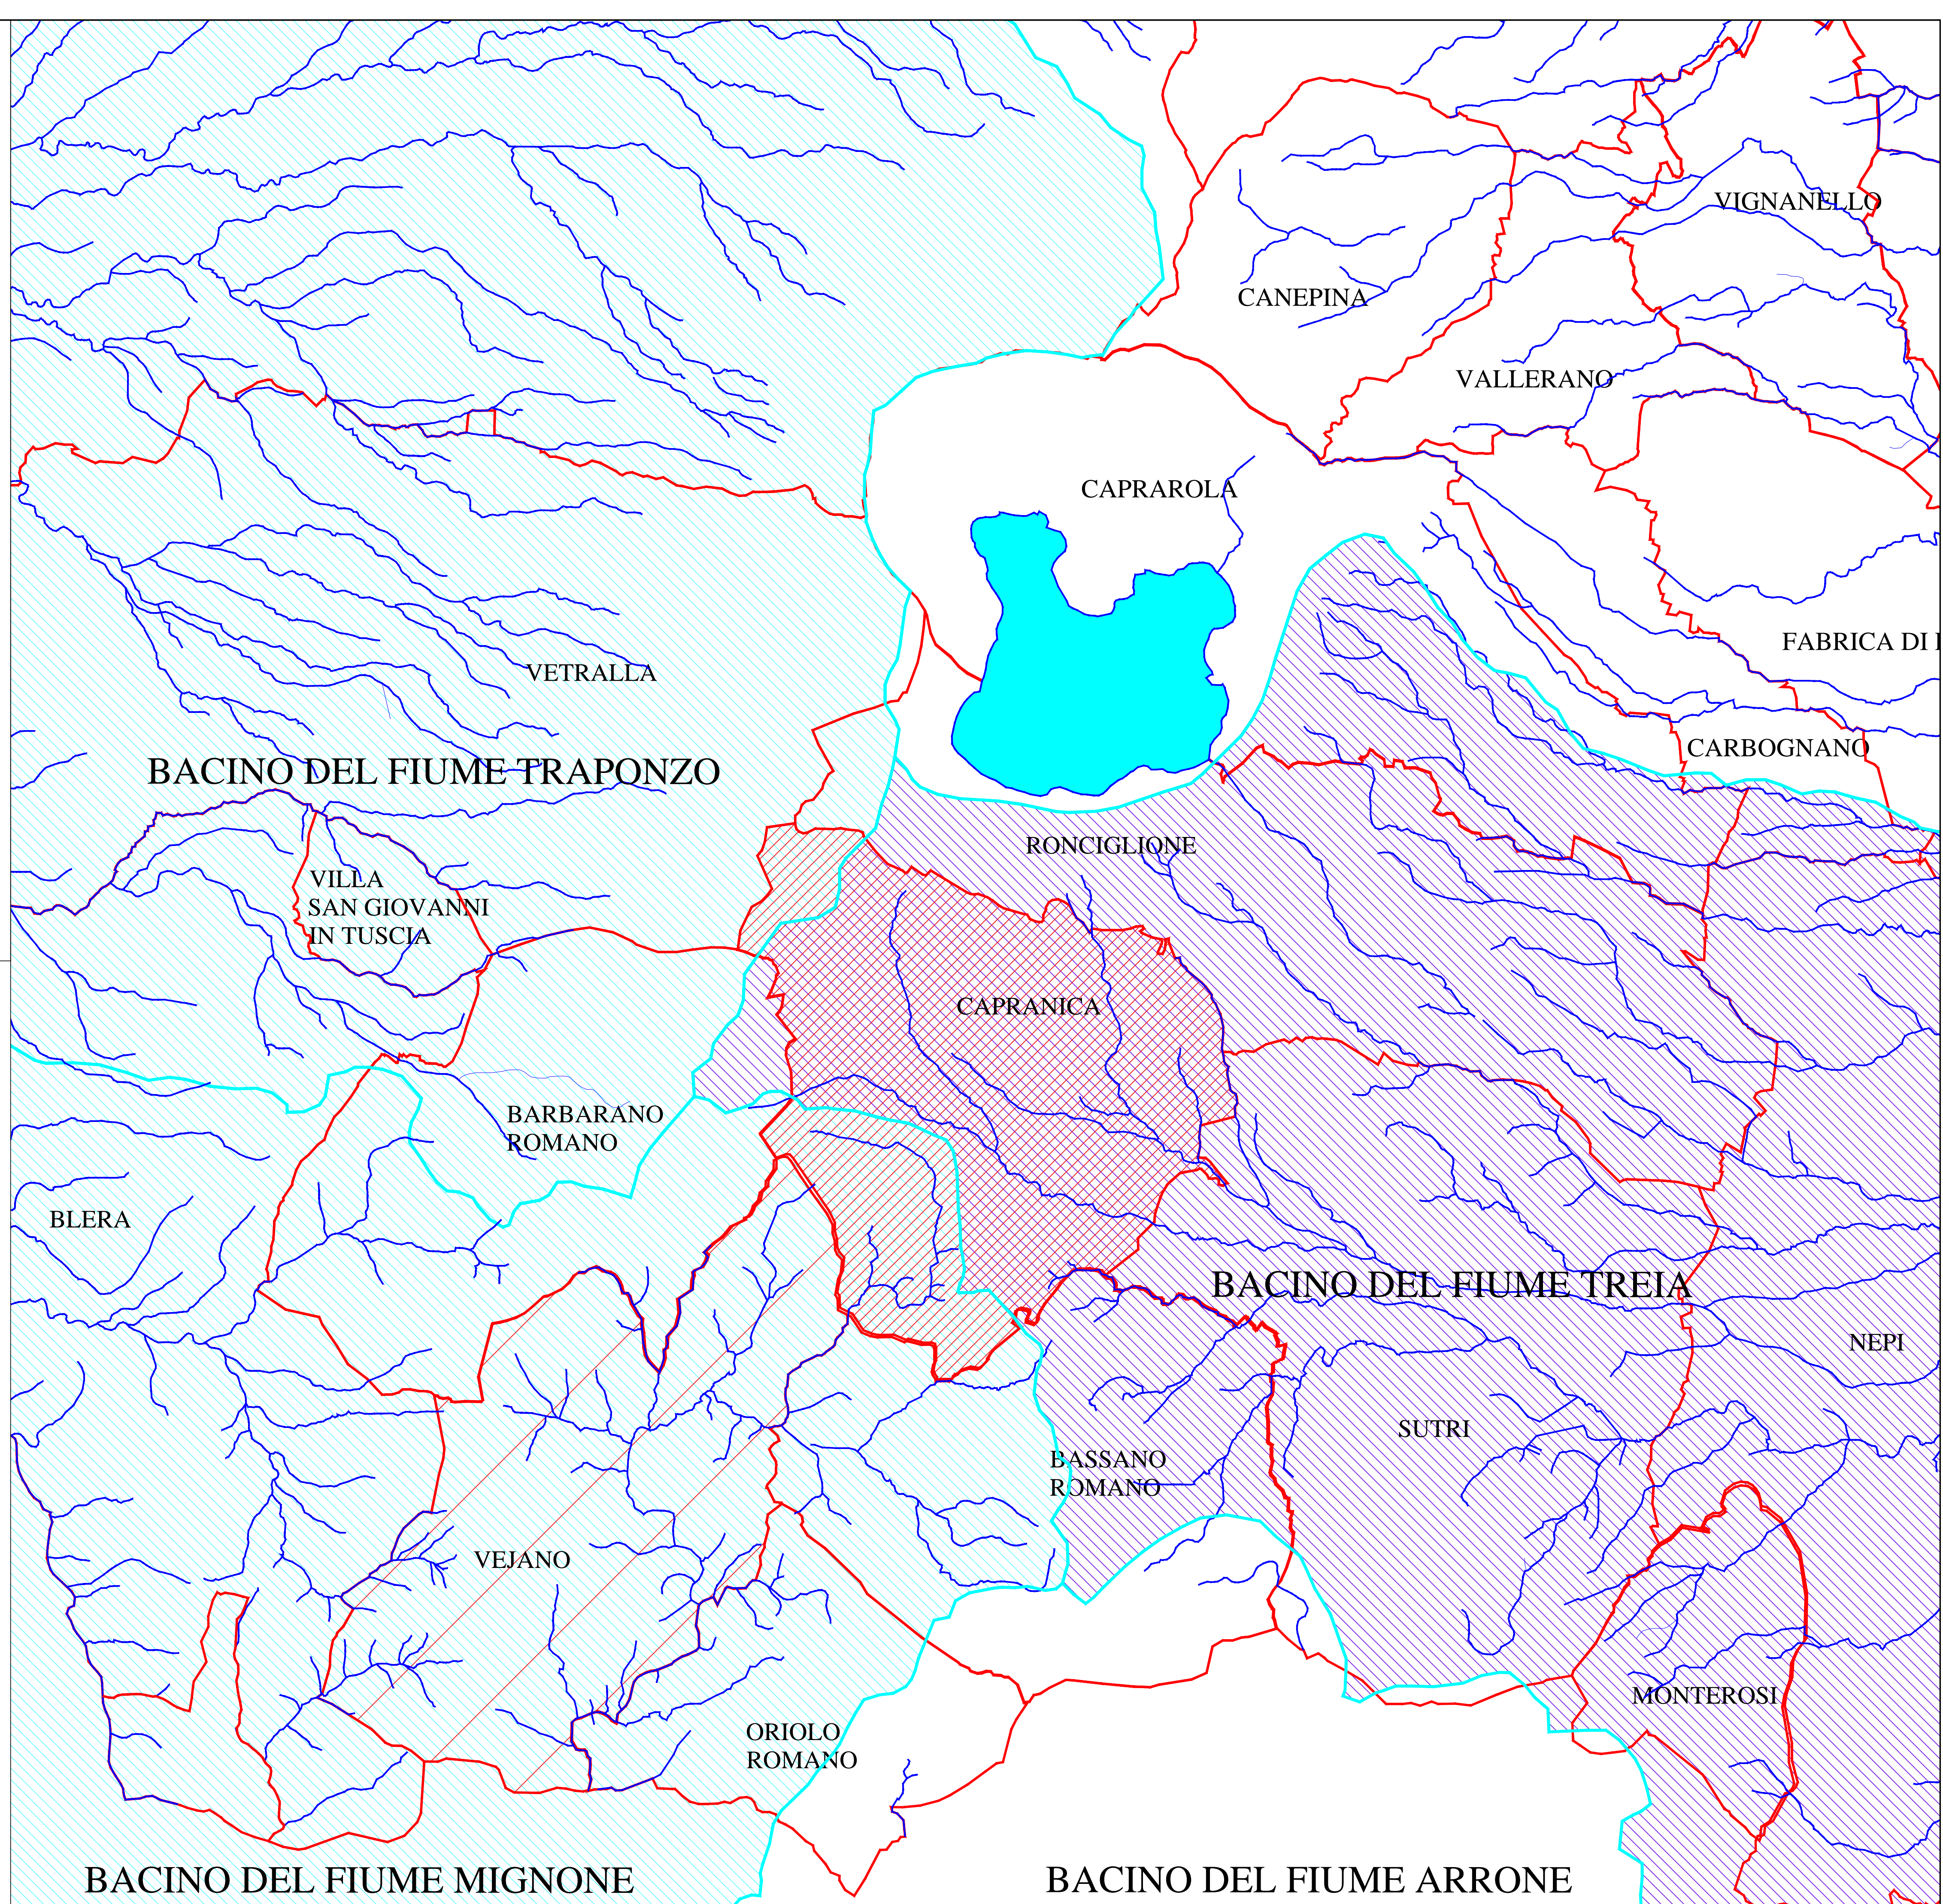 VIGNANELLO
CANEPINA
VALLERANO
CAPRAROLA
FABRICA DI
VETRALLA
CARBOGNANO
BACINO DEL FIUME TRAPONZO
RONCIGLIONE
VILLA
SAN GIOVANNI
IN TUSCIA
CAPRANICA
BARBARANO
ROMANO
BLERA
BACINO DEL FIUME TREIA
NEPI
SUTRI
BASSANO
ROMANO
VEJANO
MONTEROSI
ORIOLO
ROMANO
BACINO DEL FIUME MIGNONE
BACINO DEL FIUME ARRONE